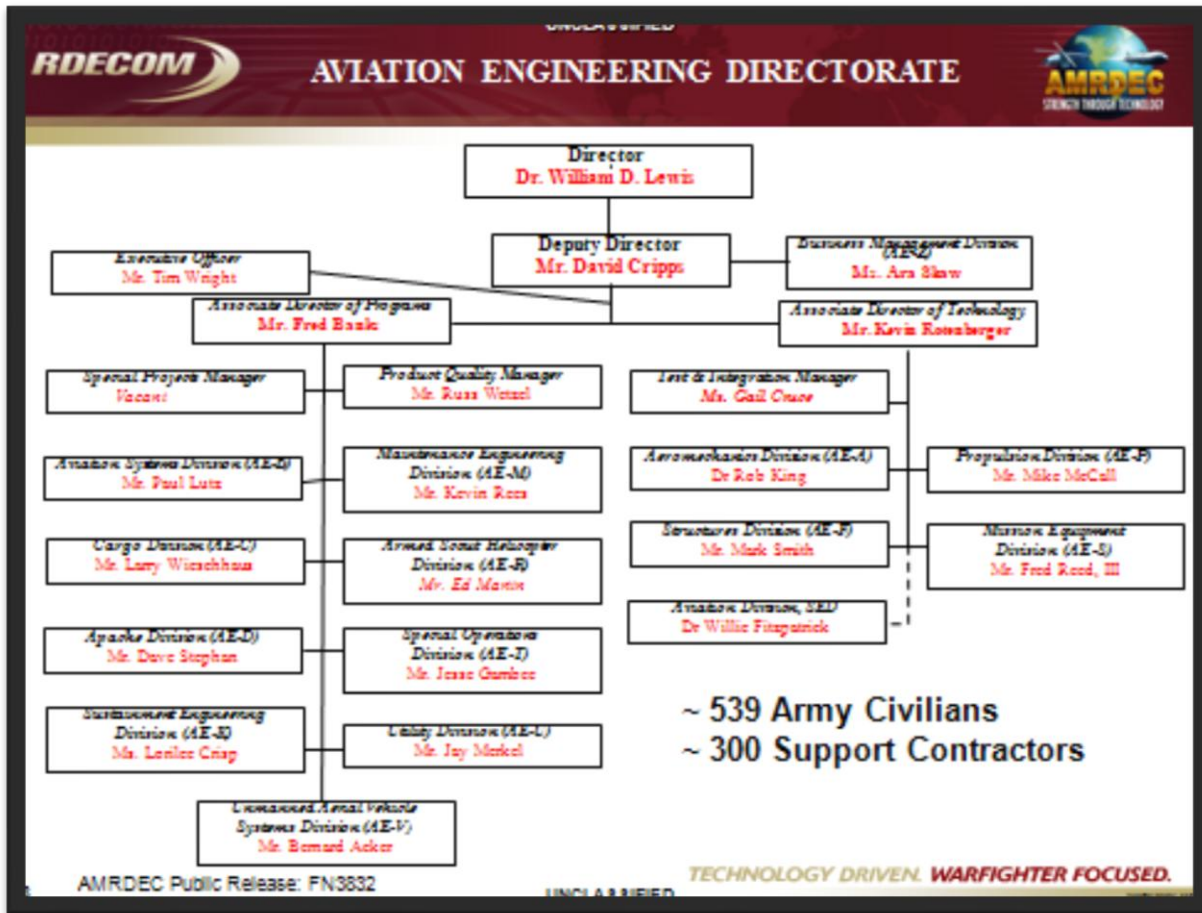 UNCLASSIFIED
RDECOM
AVIATION ENGINEERING DIRECTORATE
AMRDEC
STRENGTH THROUGH TECHNOLOGY
Director
Dr. William D. Lewis
Deputy Director
Mr. David Cripps
Business Management Division
(AE-Z)
Ms. Ara
Executive Officer
Mr. Tim Wright
Associate Director of Programs
Mr. Fred
Associate Director of Technology
Mr. Kevin Rotenberger
Special Projects Manager
Vacant
Product Quality Manager
Mr. Russ Wetzel
Test & Integration Manager
Ms. Gail Cruce
Aviation Systems Division
Mr. Paul Lutz
Maintenance Engineering
Division (AE-M)
Mr. Kevin Rees
Aeromechanics Division (AE-A)
Dr Rob King
Propulsion Division (AE-P)
Mr. Mike McCall
Cargo Division (AE-C)
Mr. Larry Wieschhaus
Armed Scout Helicopter
Division (AE-R)
Mr. Ed Martin
Structures Division (AE-F)
Mr. Mark Smith
Mission Equipment
Division (AE-S)
Mr. Fred Reed, III
Aviation Division, SED
Dr Willie Fitzpatrick
Apache Division (AE-D)
Mr. Dave Stephan
Special Operations
Division (AE-T)
Mr. Jesse
Sustainment Engineering
Division
Ms. Lorilee Crisp
Utility Division (AE-U)
Mr. Jay Merkel
~ 539 Army Civilians
~ 300 Support Contractors
Unmanned Aerial Vehicle
Systems Division (AE-V)
Mr. Bernard
AMRDEC Public Release: FN3832
UNCLASSIFIED
TECHNOLOGY DRIVEN. WARFIGHTER FOCUSED.